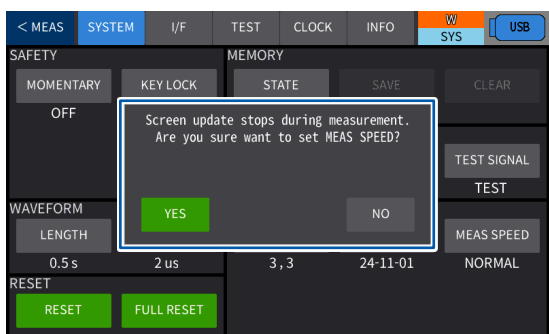 < MEAS SYSTEM I/F TEST CLOCK INFO W SYS USB
SAFETY MEMORY
MOMENTARY KEY LOCK STATE SAVE CLEAR
OFF
Screen update stops during measurement.
Are you sure want to set MEAS SPEED?
TEST SIGNAL
TEST
YES NO
WAVEFORM
LENGTH MEAS SPEED
0.5 s 2 us 3 , 3 24-11-01 NORMAL
RESET
RESET FULL RESET